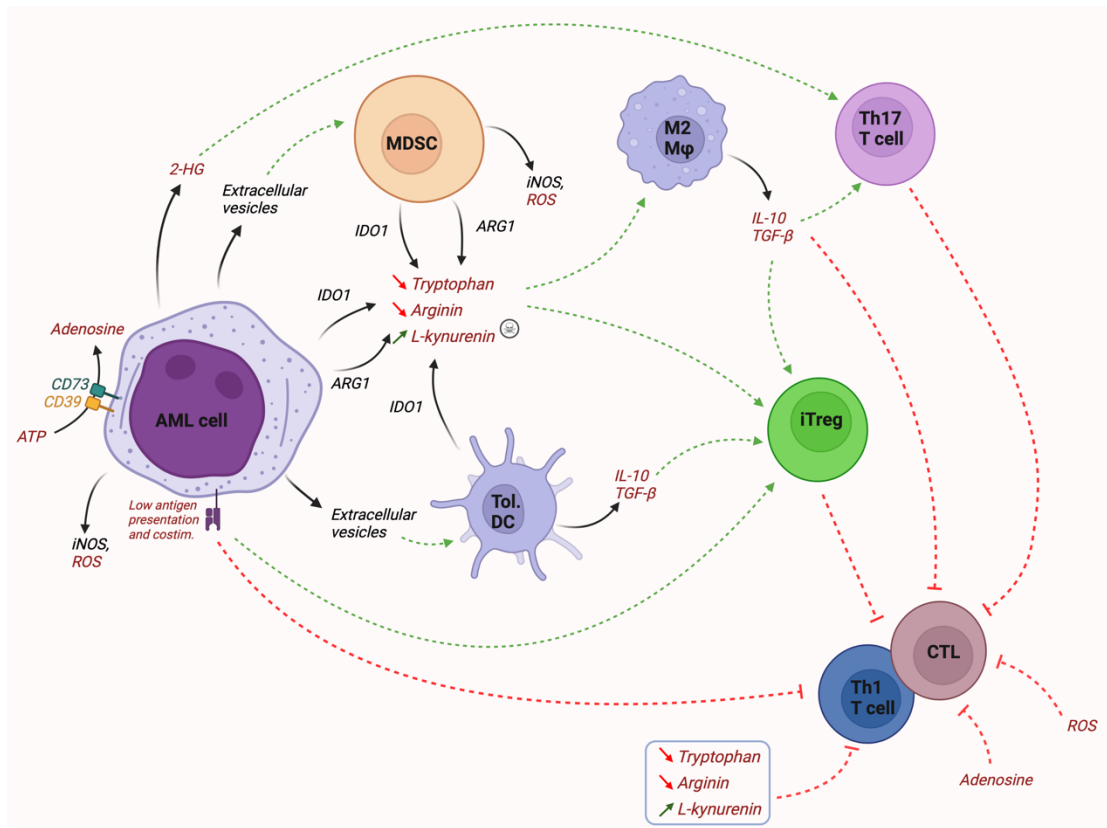 MDSC
M2
Mφ
Th17
T cell
2-HG
Extracellular
vesicles
iNOS,
ROS
IL-10
TGF-β
IDO1
ARG1
Tryptophan
Arginin
L-kynurenin
IDO1
ARG1
IDO1
Adenosine
CD73
CD39
ATP
AML cell
iTreg
Low antigen
presentation
and costim.
iNOS,
ROS
Extracellular
vesicles
Tol.
DC
IL-10
TGF-β
CTL
Th1
T cell
ROS
Adenosine
Tryptophan
Arginin
L-kynurenin